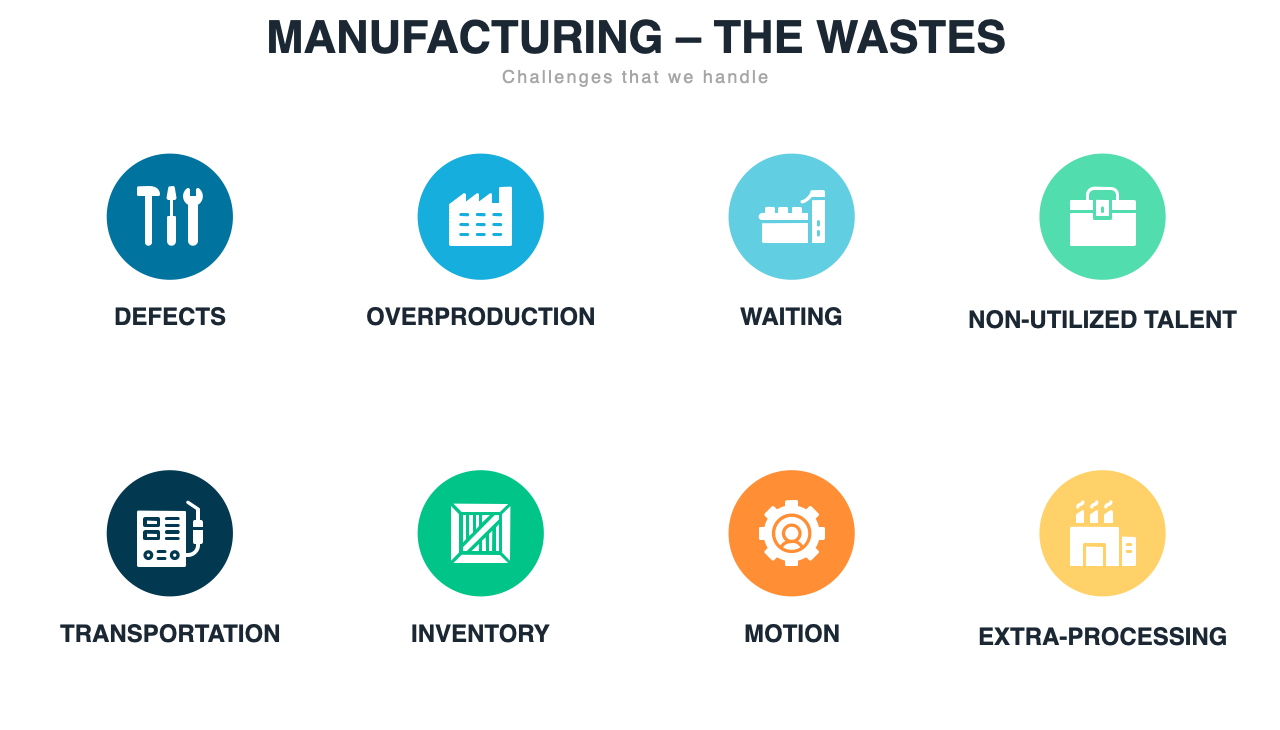 MANUFACTURING – THE WASTES
Challenges that we handle
DEFECTS
OVERPRODUCTION
WAITING
NON-UTILIZED TALENT
TRANSPORTATION
INVENTORY
MOTION
EXTRA-PROCESSING